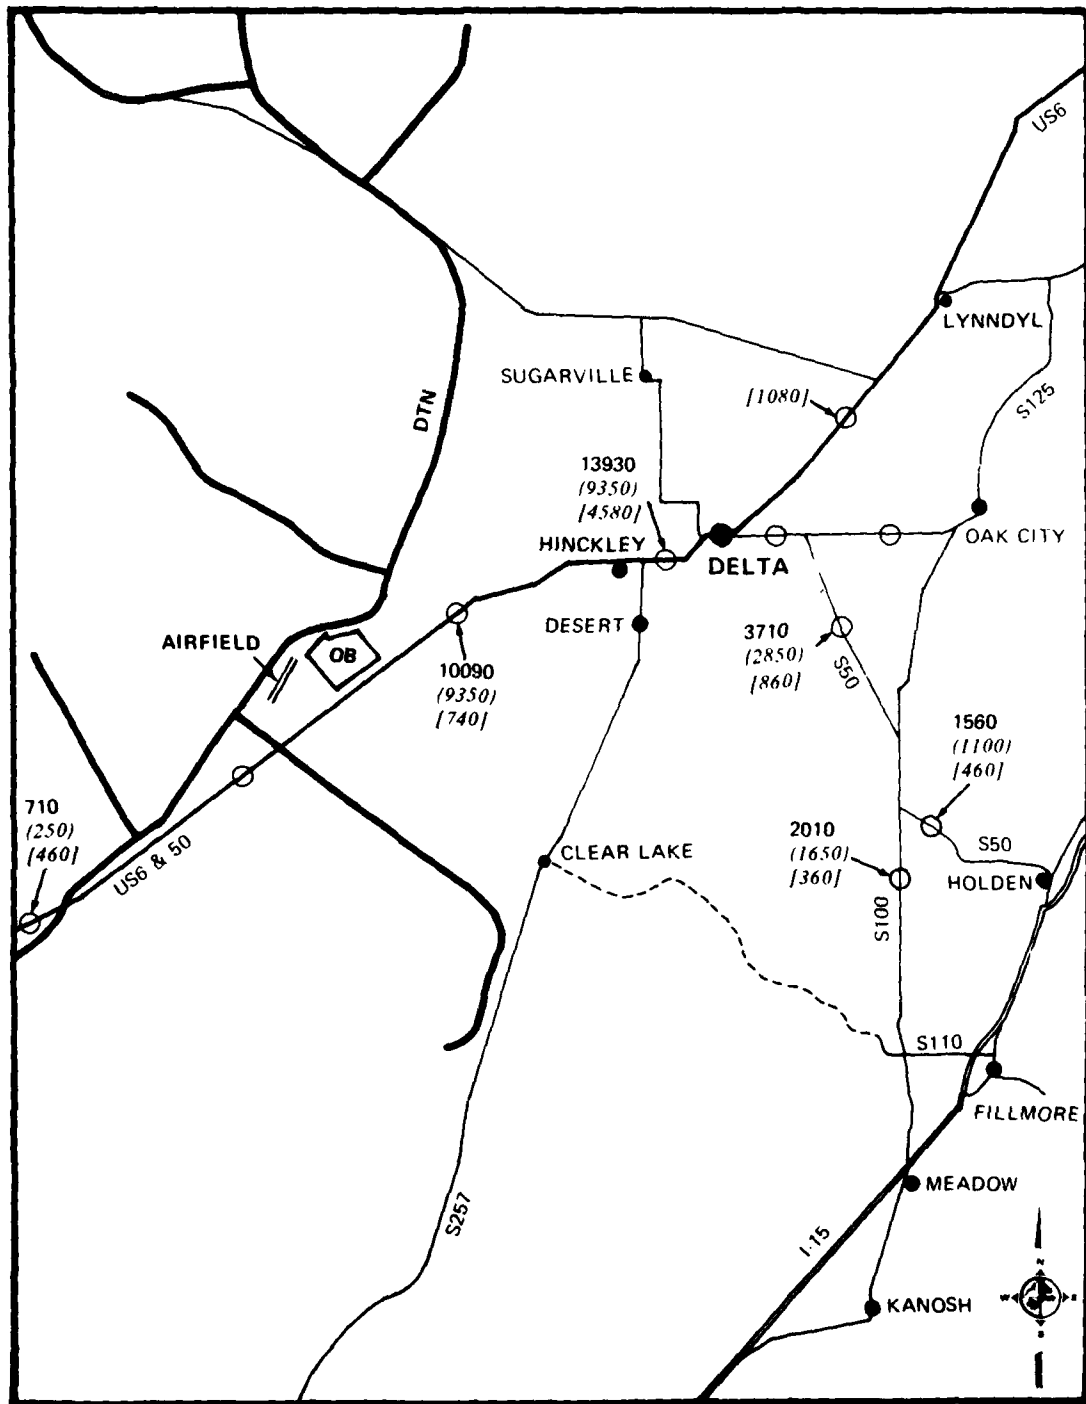 US6
LYNNDYL
SUGARVILLE
[1080]
S125
DTN
13930
(9350)
[4580]
HINCKLEY
DELTA
OAK CITY
AIRFIELD
OB
DESERT
10090
(9350)
[740]
3710
(2850)
[860]
S50
1560
(1100)
[460]
710
(250)
[460]
US6 & 50
CLEAR LAKE
2010
(1650)
[360]
S50
HOLDEN
S100
S110
FILLMORE
MEADOW
S257
I-15
KANOSH
N
W
E
S